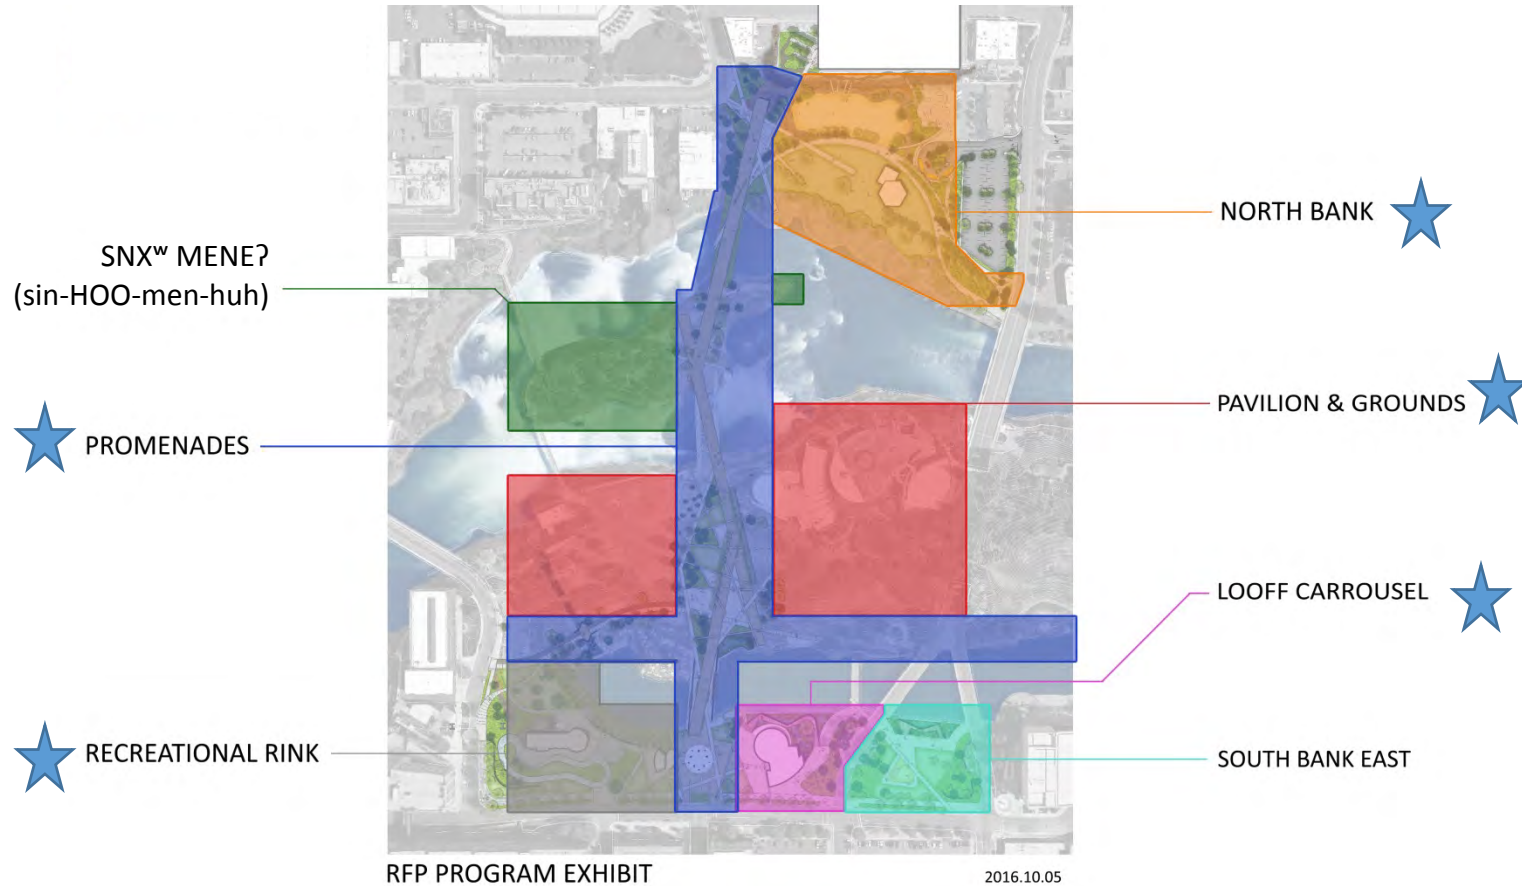 SNXʷ MENEɁ
(sin-HOO-men-huh)
PROMENADES
RECREATIONAL RINK
NORTH BANK
PAVILION & GROUNDS
LOOFF CARROUSEL
SOUTH BANK EAST
RFP PROGRAM EXHIBIT
2016.10.05